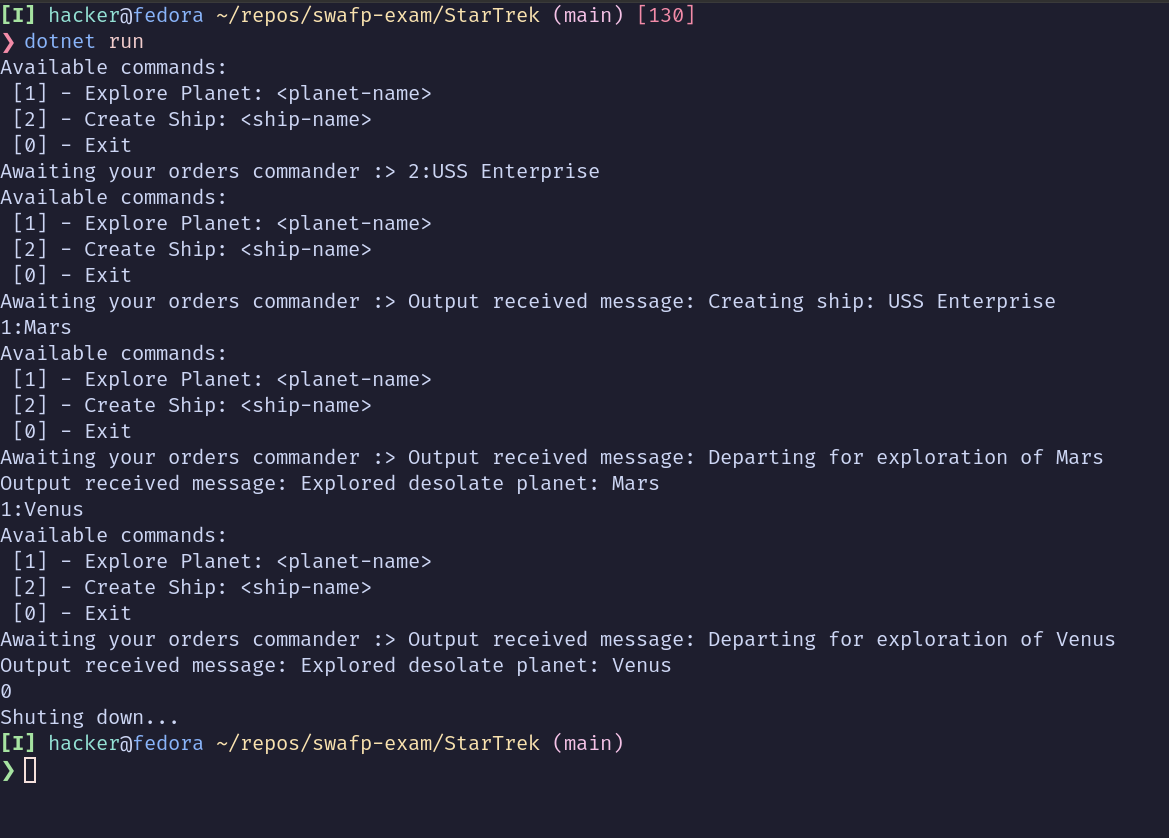 [I] hacker@fedora ~/repos/swafp-exam/StarTrek (main) [130]
❯ dotnet run
Available commands:
 [1] - Explore Planet: <planet-name>
 [2] - Create Ship: <ship-name>
 [0] - Exit
Awaiting your orders commander :> 2:USS Enterprise
Available commands:
 [1] - Explore Planet: <planet-name>
 [2] - Create Ship: <ship-name>
 [0] - Exit
Awaiting your orders commander :> Output received message: Creating ship: USS Enterprise
1:Mars
Available commands:
 [1] - Explore Planet: <planet-name>
 [2] - Create Ship: <ship-name>
 [0] - Exit
Awaiting your orders commander :> Output received message: Departing for exploration of Mars
Output received message: Explored desolate planet: Mars
1:Venus
Available commands:
 [1] - Explore Planet: <planet-name>
 [2] - Create Ship: <ship-name>
 [0] - Exit
Awaiting your orders commander :> Output received message: Departing for exploration of Venus
Output received message: Explored desolate planet: Venus
0
Shuting down...
[I] hacker@fedora ~/repos/swafp-exam/StarTrek (main)
❯